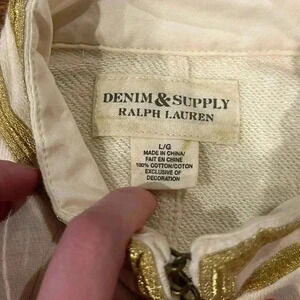 DENIM & SUPPLY
RALPH LAUREN
L/G
MADE IN CHINA/
FAIT EN CHINE
100% COTTON/COTON
EXCLUSIVE OF
DECORATION